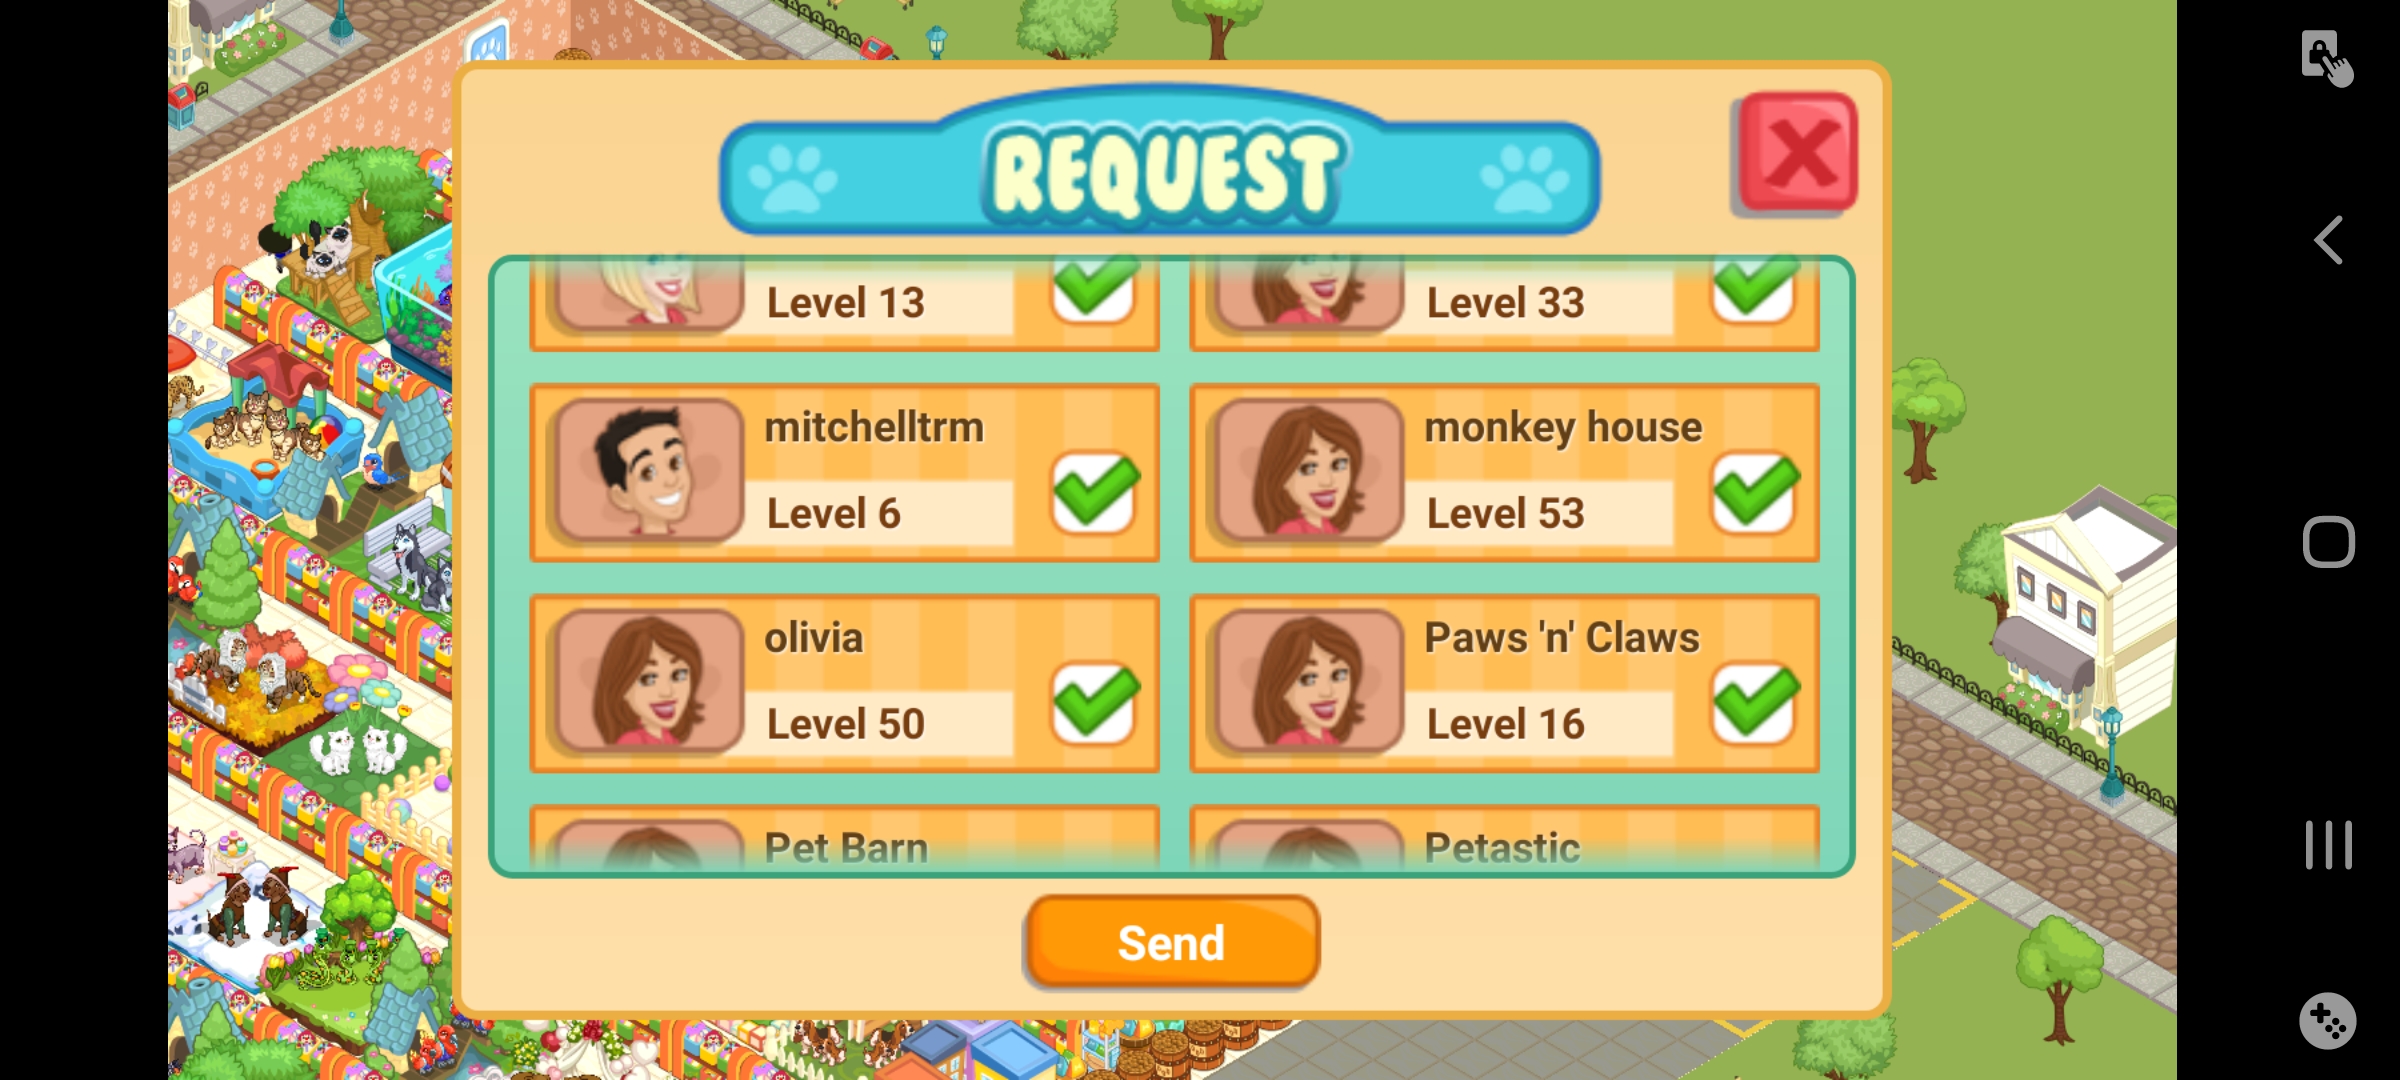 REQUEST
Level 13
Level 33
mitchelltrm
monkey house
Level 6
Level 53
olivia
Paws 'n' Claws
Level 50
Level 16
Pet Barn
Petastic
Send